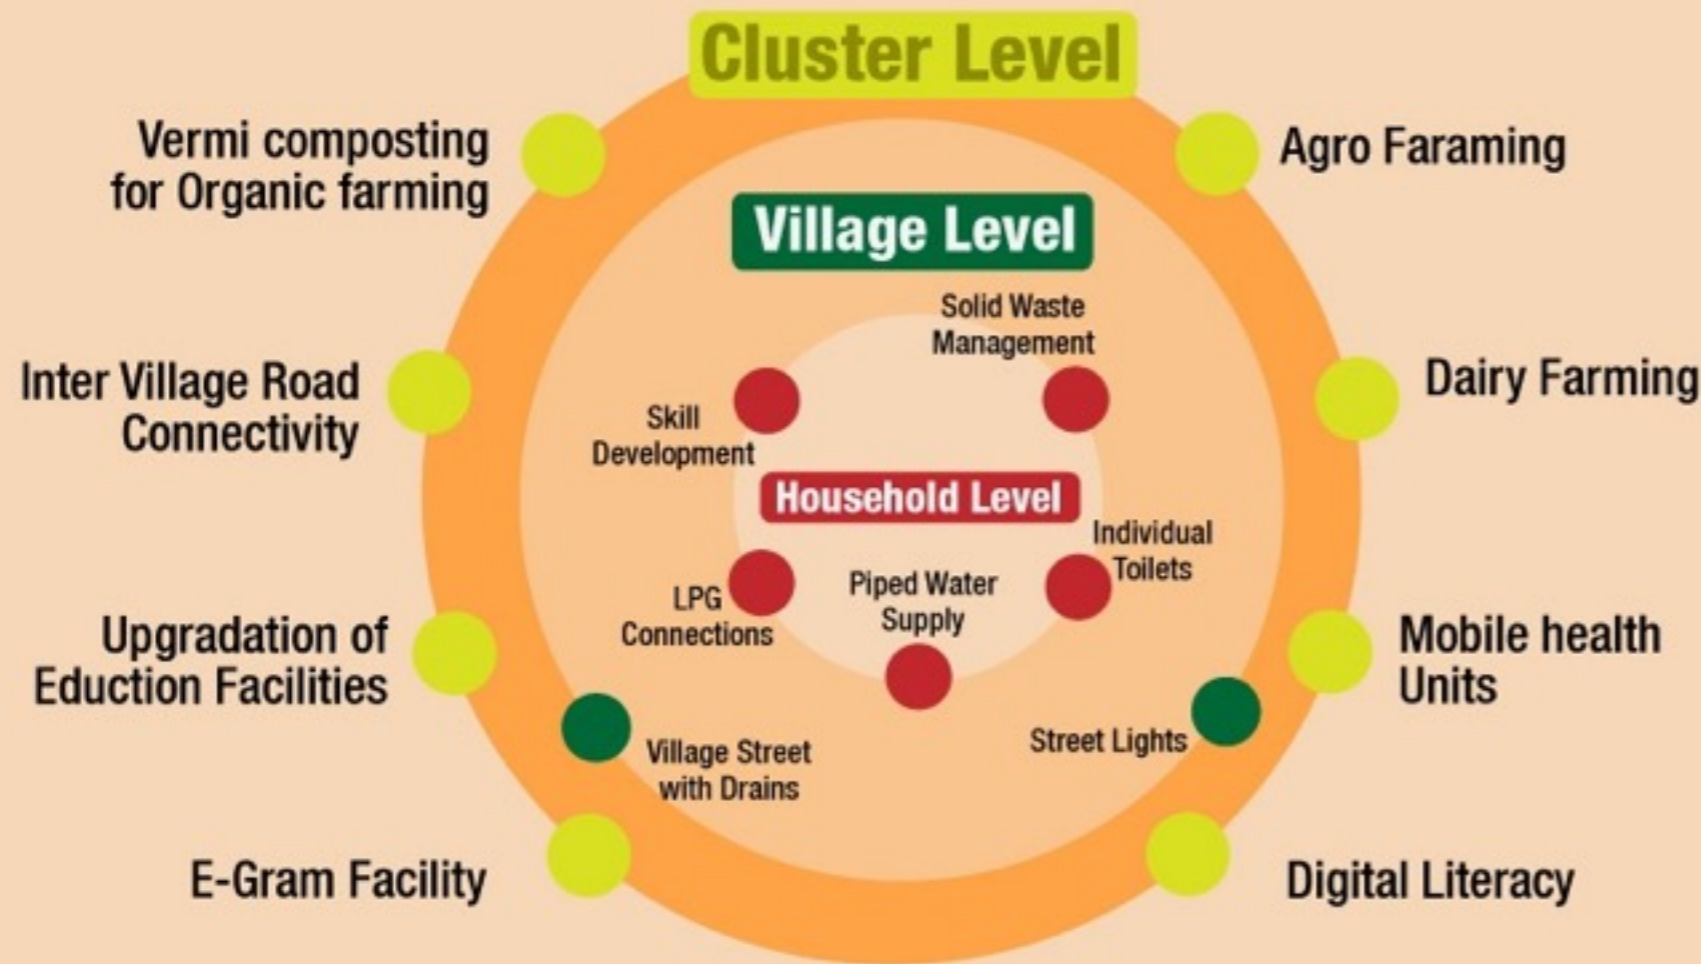 Cluster Level
Vermi composting
for Organic farming
Agro Faraming
Village Level
Solid Waste
Management
Inter Village Road
Connectivity
Dairy Farming
Skill
Development
Household Level
Individual
Toilets
LPG
Connections
Piped Water
Supply
Upgradation of
Eduction Facilities
Mobile health
Units
Village Street
with Drains
Street Lights
E-Gram Facility
Digital Literacy